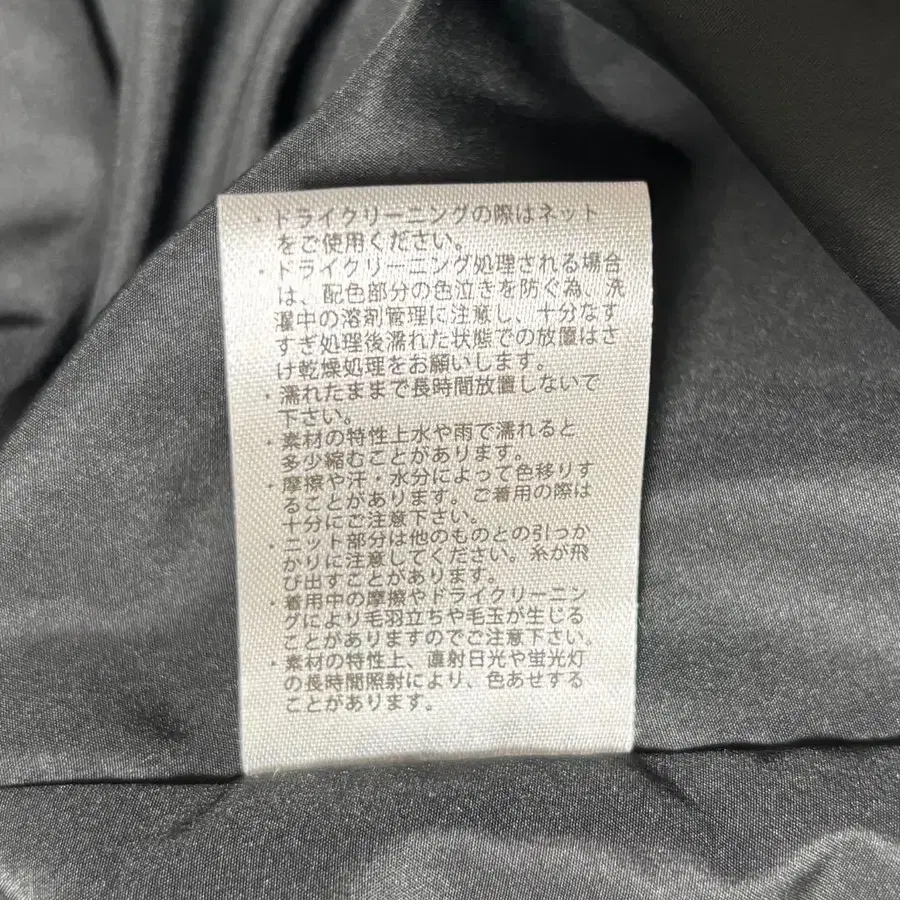 ・ドライクリーニングの際はネット
をご使用ください。
・ドライクリーニング処理される場合
は、配色部分の色泣きを防ぐ為、洗
濯中の溶剤管理に注意し、十分なす
すぎ処理後濡れた状態での放置はさ
け乾燥処理をお願いします。
・濡れたままで長時間放置しないで
下さい。
・素材の特性上水や雨で濡れると
多少縮むことがあります。
・摩擦や汗・水分によって色移りす
ることがあります。ご着用の際は
十分にご注意下さい。
・ニット部分は他のものとの引っか
かりに注意してください。糸が飛
び出すことがあります。
・着用中の摩擦やドライクリーニン
グにより毛羽立ちや毛玉が生じる
ことがありますのでご注意下さい。
・素材の特性上、直射日光や蛍光灯
の長時間照射により、色あせする
ことがあります。